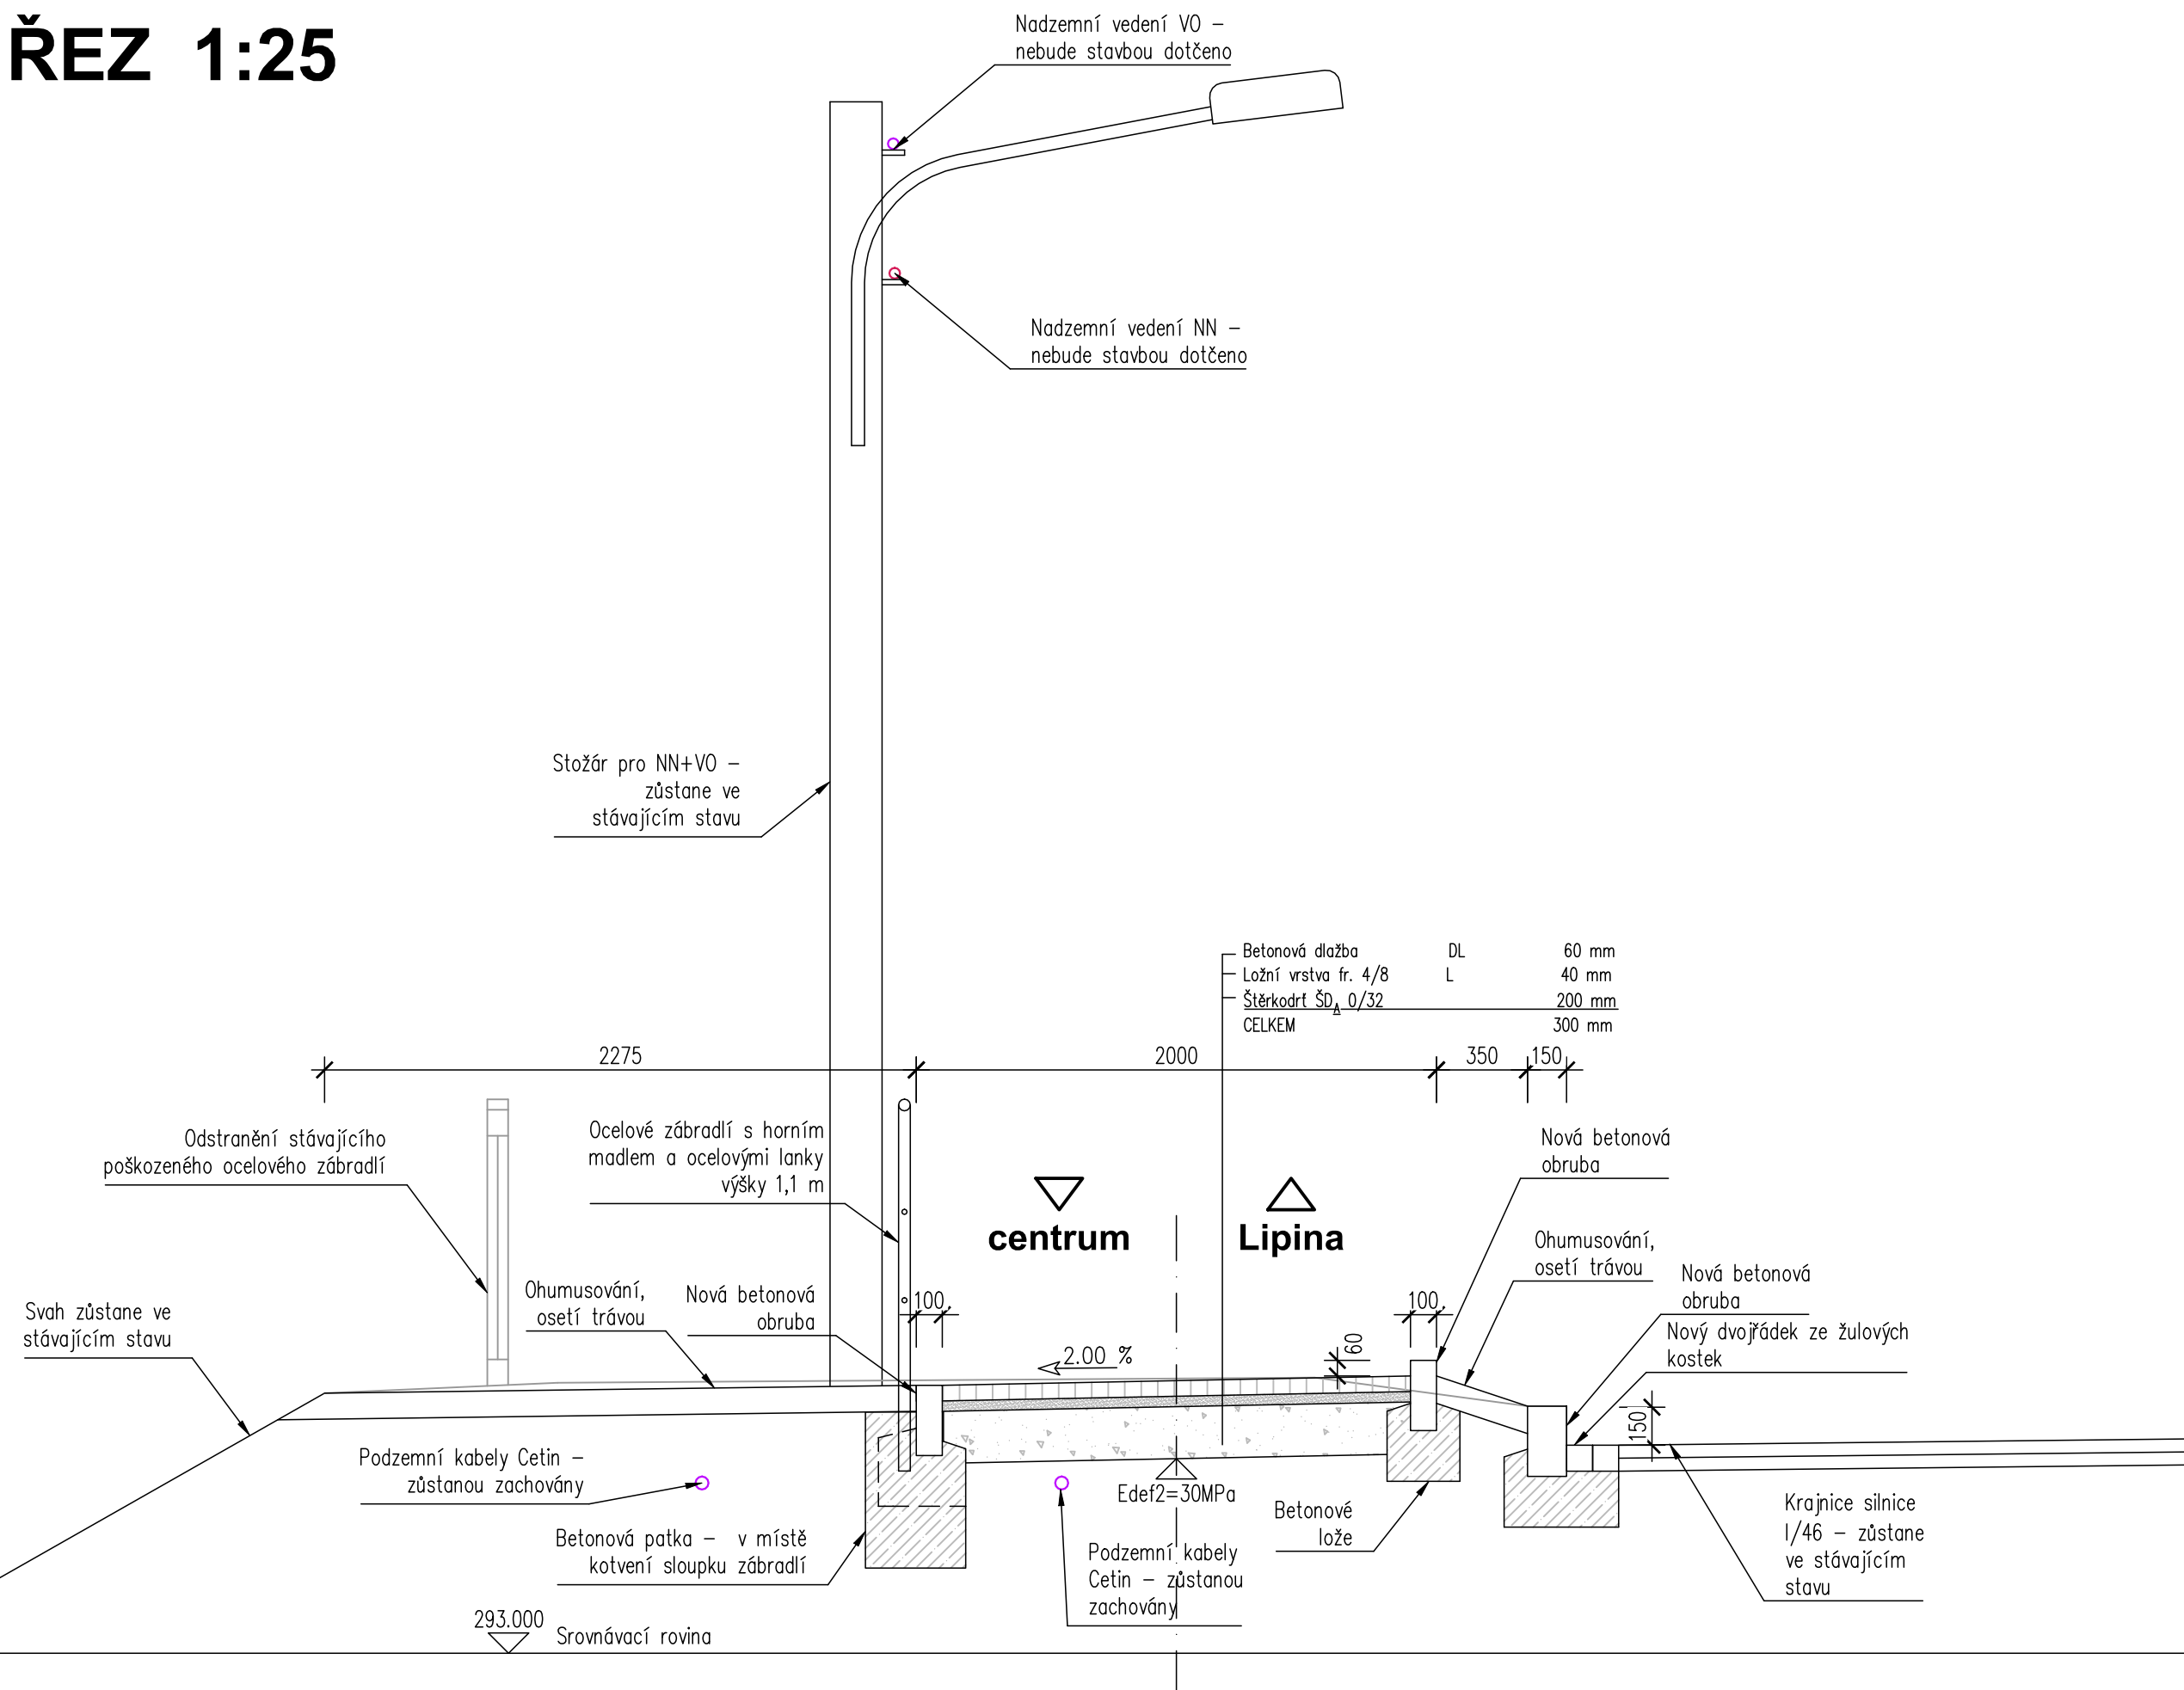 ŘEZ 1:25
Nadzemní vedení VO –
nebude stavbou dotčeno
Nadzemní vedení NN –
nebude stavbou dotčeno
Stožár pro NN+VO –
zůstane ve
stávajícím stavu
Betonová dlažba DL 60 mm
Ložní vrstva fr. 4/8 L 40 mm
Štěrkodrť ŠDA 0/32 200 mm
CELKEM 300 mm
2275
2000
350
150
Odstranění stávajícího
poškozeného ocelového zábradlí
Ocelové zábradlí s horním
madlem a ocelovými lanky
výšky 1,1 m
centrum
Lipina
Nová betonová
obruba
Ohumusování,
osetí trávou
Nová betonová
obruba
Nový dvojřádek ze žulových
kostek
Svah zůstane ve
stávajícím stavu
Ohumusování,
osetí trávou
Nová betonová
obruba
100
100
60
2.00 %
150
Podzemní kabely Cetin –
zůstanou zachovány
Edef2=30MPa
Betonové
lože
Krajnice silnice
I/46 – zůstane
ve stávajícím
stavu
Betonová patka – v místě
kotvení sloupku zábradlí
Podzemní kabely
Cetin – zůstanou
zachovány
293.000
Srovnávací rovina